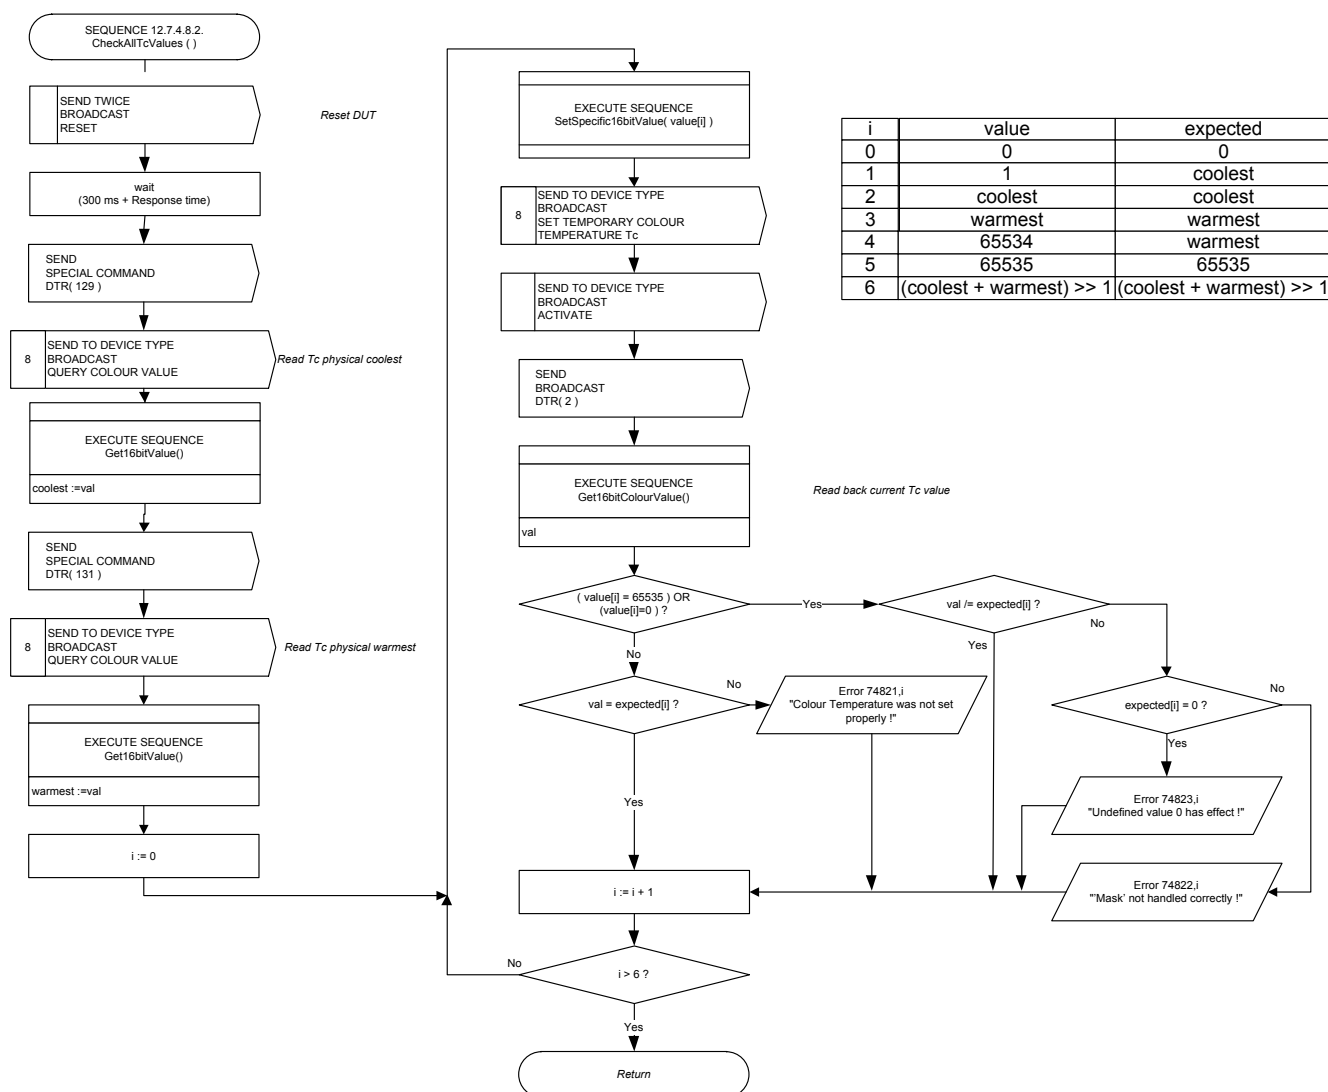 SEQUENCE 12.7.4.8.2.
CheckAllTcValues ( )
SEND TWICE
BROADCAST
RESET
Reset DUT
wait
(300 ms + Response time)
SEND
SPECIAL COMMAND
DTR( 129 )
8
SEND TO DEVICE TYPE
BROADCAST
QUERY COLOUR VALUE
Read Tc physical coolest
EXECUTE SEQUENCE
Get16bitValue()
coolest :=val
SEND
SPECIAL COMMAND
DTR( 131 )
8
SEND TO DEVICE TYPE
BROADCAST
QUERY COLOUR VALUE
Read Tc physical warmest
EXECUTE SEQUENCE
Get16bitValue()
warmest :=val
i := 0
EXECUTE SEQUENCE
SetSpecific16bitValue( value[i] )
8
SEND TO DEVICE TYPE
BROADCAST
SET TEMPORARY COLOUR
TEMPERATURE Tc
SEND TO DEVICE TYPE
BROADCAST
ACTIVATE
SEND
BROADCAST
DTR( 2 )
EXECUTE SEQUENCE
Get16bitColourValue()
val
Read back current Tc value
( value[i] = 65535 ) OR
(value[i]=0 ) ?
Yes
val /= expected[i] ?
No
Yes
No
val = expected[i] ?
No
Error 74821,i
"Colour Temperature was not set
properly !"
expected[i] = 0 ?
No
Yes
Error 74823,i
"Undefined value 0 has effect !"
Yes
Error 74822,i
"'Mask' not handled correctly !"
i := i + 1
i > 6 ?
No
Yes
Return
i value expected
0 0 0
1 1 coolest
2 coolest coolest
3 warmest warmest
4 65534 warmest
5 65535 65535
6 (coolest + warmest) >> 1 (coolest + warmest) >> 1